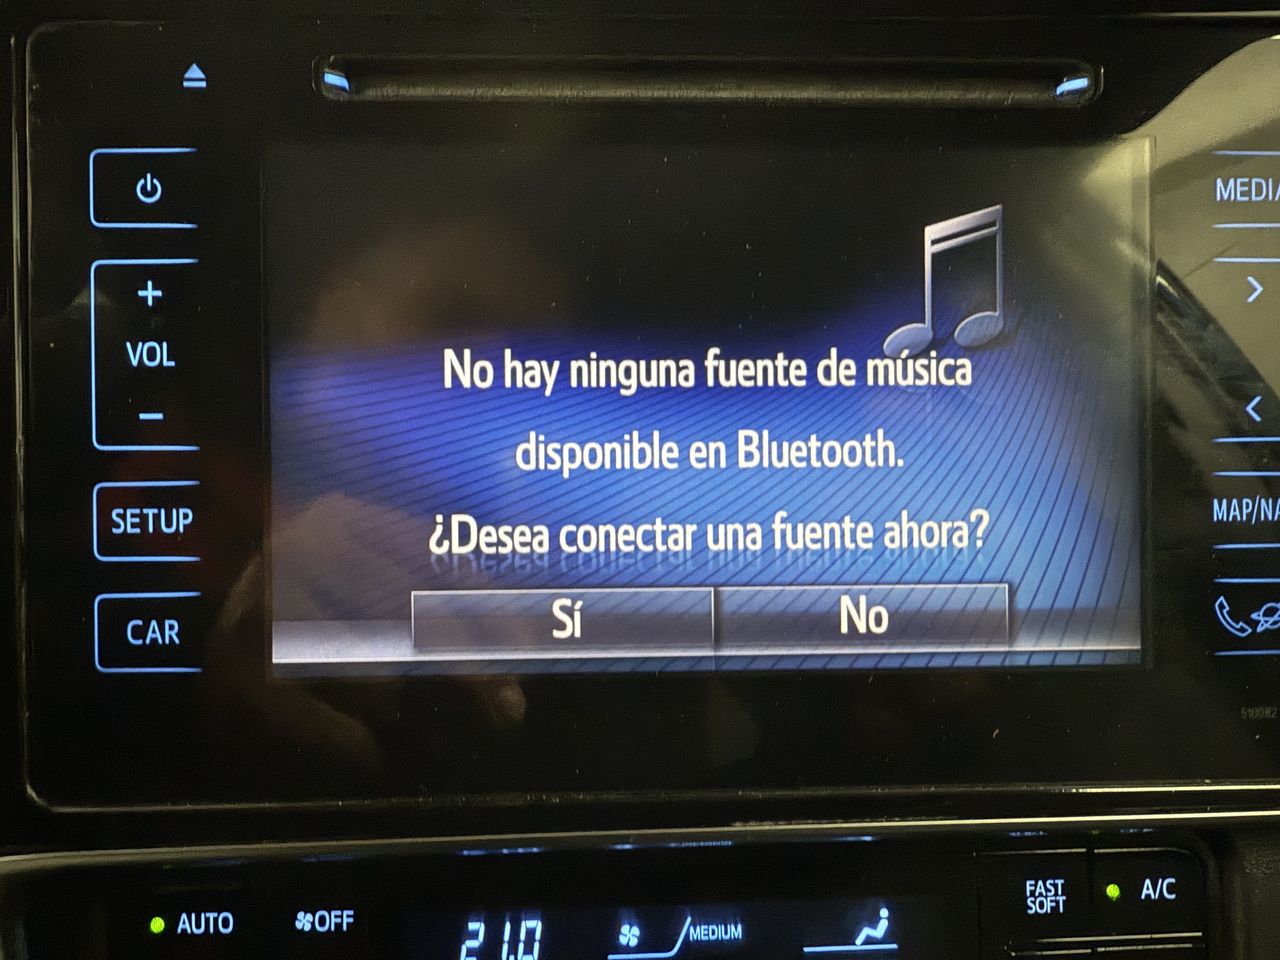 VOL
SETUP
CAR
No hay ninguna fuente de música
disponible en Bluetooth.
¿Desea conectar una fuente ahora?
Sí
No
MEDIA
MAP/NA
AUTO
OFF
21.0
MEDIUM
FAST
SOFT
A/C